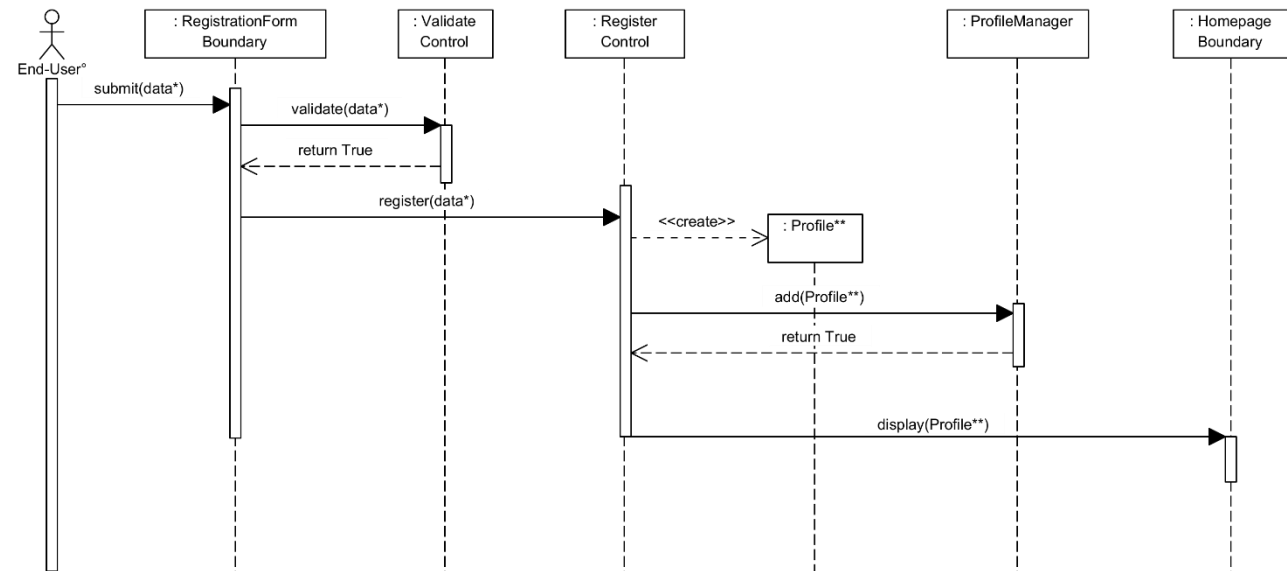 : RegistrationForm
Boundary
: Validate
Control
: Register
Control
: ProfileManager
: Homepage
Boundary
End-User°
submit(data*)
validate(data*)
return True
register(data*)
<<create>>
: Profile**
add(Profile**)
return True
display(Profile**)